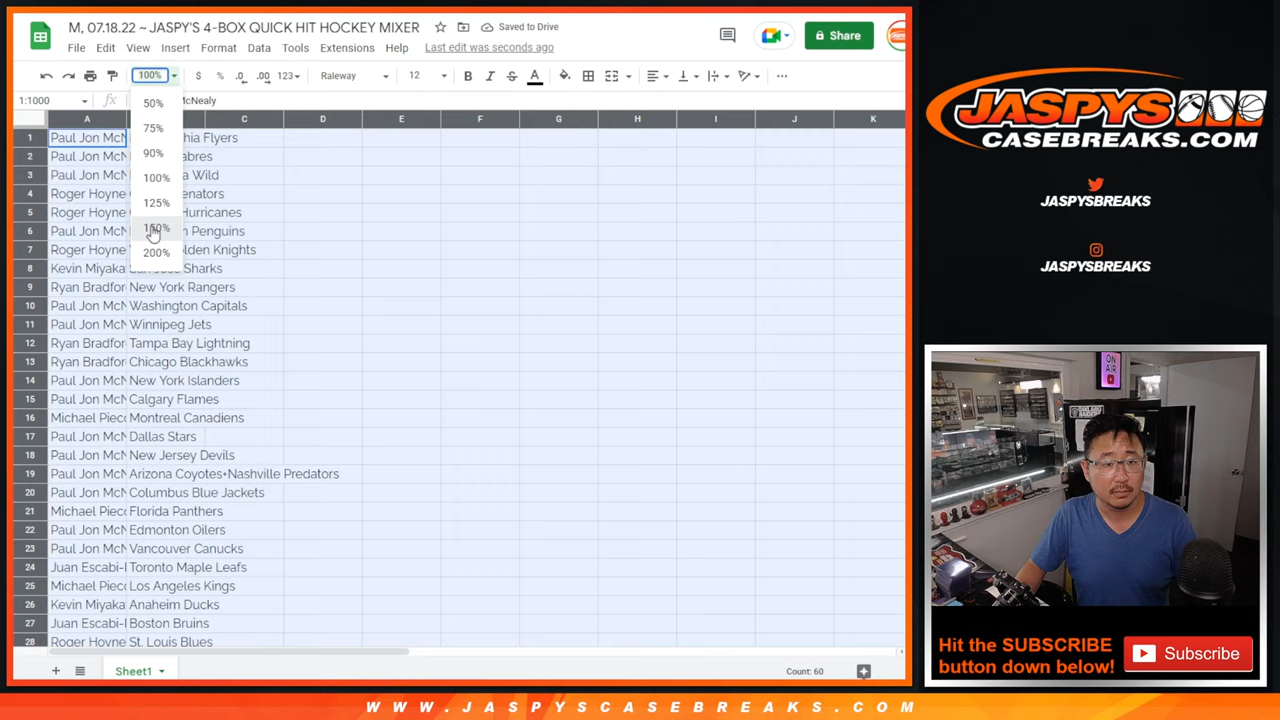 M, 07.18.22 ~ JASPY'S 4-BOX QUICK HIT HOCKEY MIXER Saved to Drive
File Edit View Insert Format Data Tools Extensions Help Last edit was seconds ago
Share
100% $ % .0 .00 123 Raleway 12 B I S A
1:1000 fx McNealy
50%
75%
90%
100%
125%
150%
200%
A C D E F G H I J K
1 Paul Jon McN hia Flyers
2 Paul Jon McN abres
3 Paul Jon McN a Wild
4 Roger Hoyne enators
5 Roger Hoyne Hurricanes
6 Paul Jon McN n Penguins
7 Roger Hoyne olden Knights
8 Kevin Miyaka San Jose Sharks
9 Ryan Bradfor New York Rangers
10 Paul Jon McN Washington Capitals
11 Paul Jon McN Winnipeg Jets
12 Ryan Bradfor Tampa Bay Lightning
13 Ryan Bradfor Chicago Blackhawks
14 Paul Jon McN New York Islanders
15 Paul Jon McN Calgary Flames
16 Michael Piecc Montreal Canadiens
17 Paul Jon McN Dallas Stars
18 Paul Jon McN New Jersey Devils
19 Paul Jon McN Arizona Coyotes+Nashville Predators
20 Paul Jon McN Columbus Blue Jackets
21 Michael Piecc Florida Panthers
22 Paul Jon McN Edmonton Oilers
23 Paul Jon McN Vancouver Canucks
24 Juan Escabi-I Toronto Maple Leafs
25 Michael Piecc Los Angeles Kings
26 Kevin Miyaka Anaheim Ducks
27 Juan Escabi-I Boston Bruins
28 Roger Hoyne St. Louis Blues
Sheet1
Count: 60
JASPYS
CASEBREAKS.COM
JASPYSBREAKS
JASPYSBREAKS
ON AIR
Hit the SUBSCRIBE
button down below!
Subscribe
WWW.JASPYSCASEBREAKS.COM